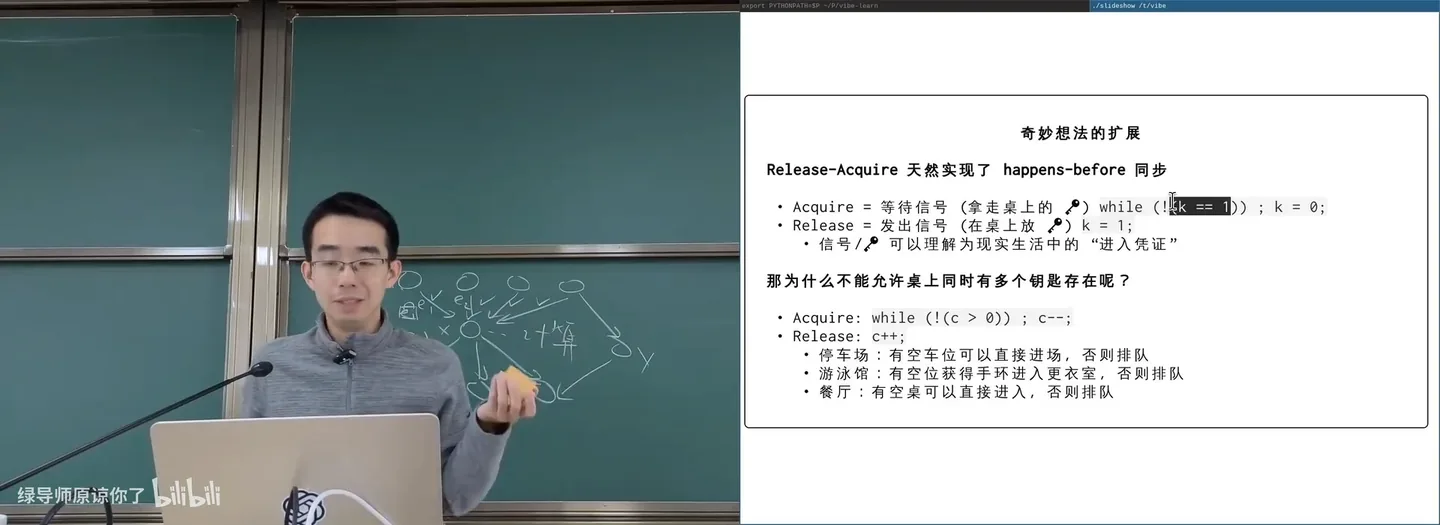 export PYTHONPATH=$P ~/P/vibe-learn
./slideshow /t/vibe
奇妙想法的扩展
Release-Acquire 天然实现了 happens-before 同步
• Acquire = 等待信号 (拿走桌上的 🔑) while (!(k == 1)) ; k = 0;
• Release = 发出信号 (在桌上放 🔑) k = 1;
• 信号/🔑 可以理解为现实生活中的 “进入凭证”
那为什么不能允许桌上同时有多个钥匙存在呢？
• Acquire: while (!(c > 0)) ; c--;
• Release: c++;
• 停车场：有空车位可以直接进场，否则排队
• 游泳馆：有空位获得手环进入更衣室，否则排队
• 餐厅：有空桌可以直接进入，否则排队
计算
y
绿导师原谅你了 bilibili